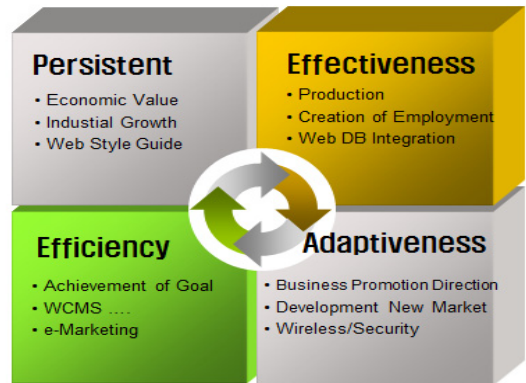 Persistent
• Economic Value
• Industial Growth
• Web Style Guide
Effectiveness
• Production
• Creation of Employment
• Web DB Integration
Efficiency
• Achievement of Goal
• WCMS ....
• e-Marketing
Adaptiveness
• Business Promotion Direction
• Development New Market
• Wireless/Security